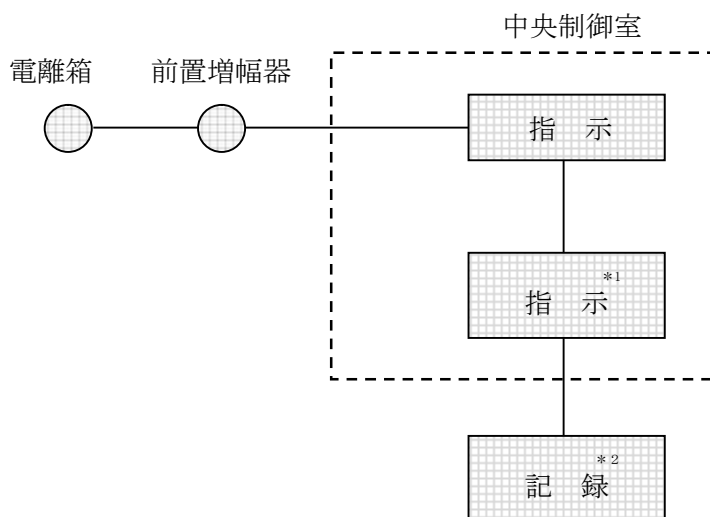 中央制御室
電離箱 前置増幅器
指 示
指 示*1
記 録*2